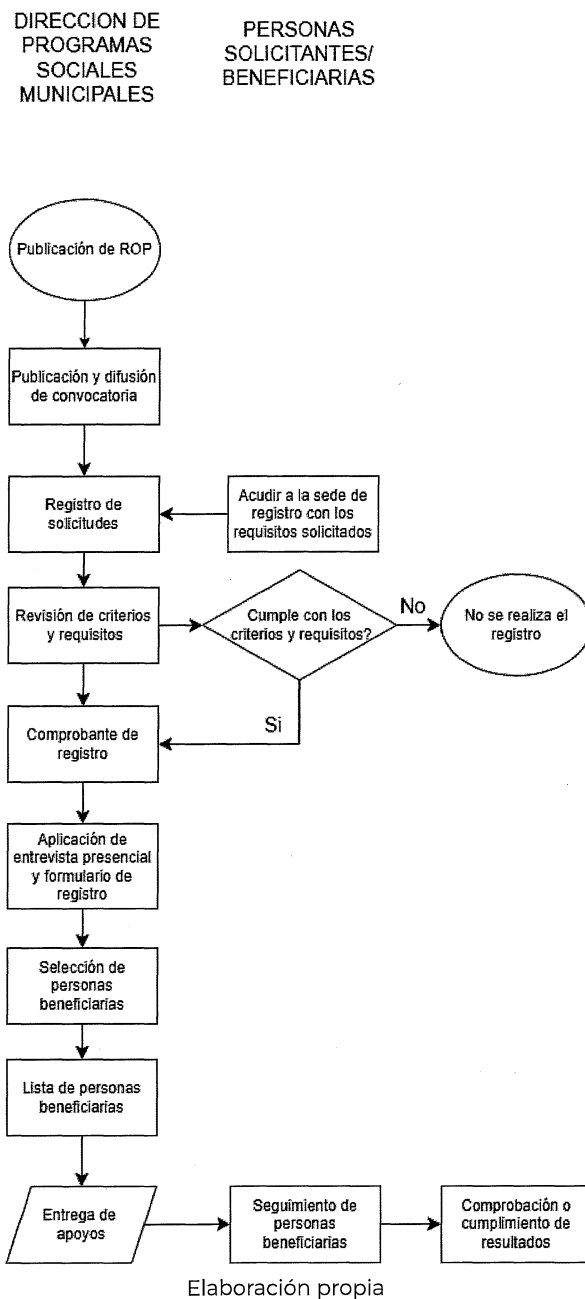 DIRECCION DE
PROGRAMAS
SOCIALES
MUNICIPALES
PERSONAS
SOLICITANTES/
BENEFICIARIAS
Publicación de ROP
Publicación y difusión
de convocatoria
Registro de
solicitudes
Acudir a la sede de
registro con los
requisitos solicitados
Revisión de criterios
y requisitos
Cumple con los
criterios y requisitos?
No
No se realiza el
registro
Si
Comprobante de
registro
Aplicación de
entrevista presencial
y formulario de
registro
Selección de
personas
beneficiarias
Lista de personas
beneficiarias
Entrega de
apoyos
Seguimiento de
personas
beneficiarias
Comprobación o
cumplimiento de
resultados
Elaboración propia